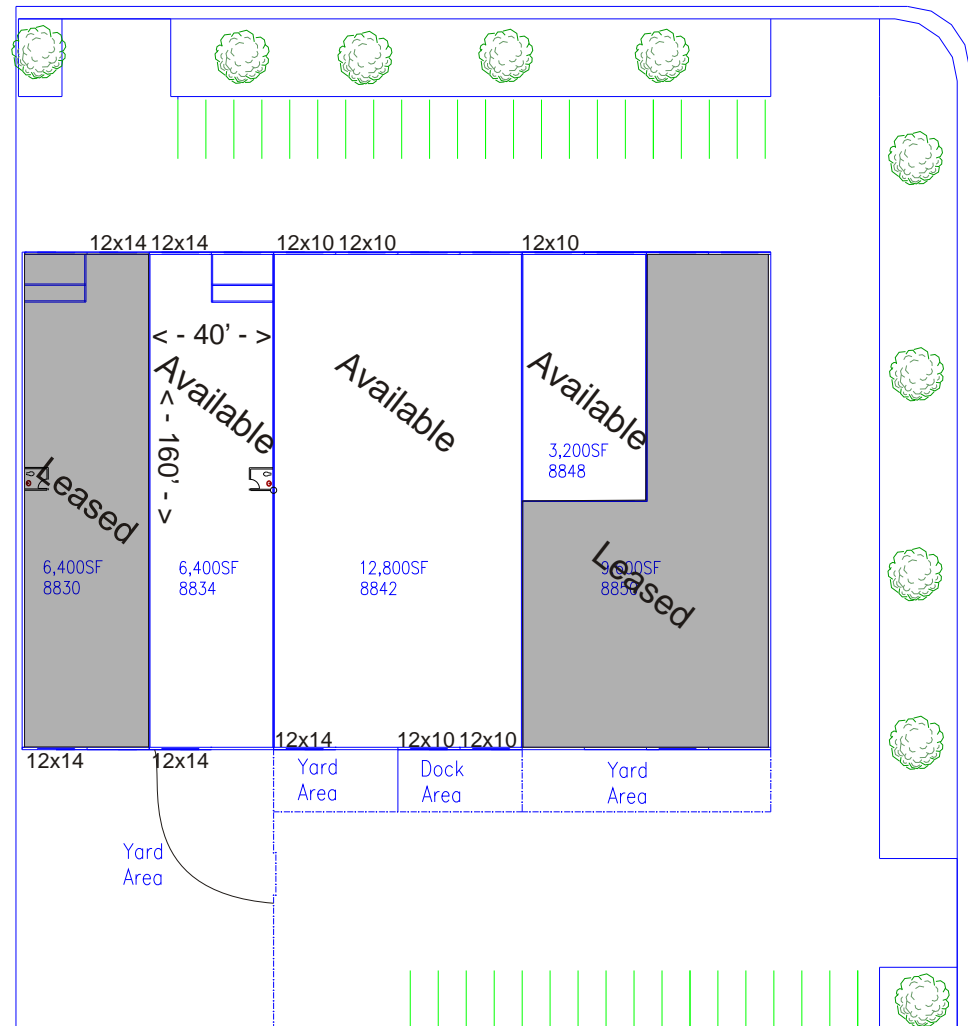 12x14 12x14 12x10 12x10 12x10
< - 40' - >
Available
Available
Available
< - 160' - >
3,200SF
8848
Leased
6,400SF
8830
6,400SF
8834
12,800SF
8842
Leased
12x14 12x10 12x10
12x14 12x14
Yard
Area
Dock
Area
Yard
Area
Yard
Area